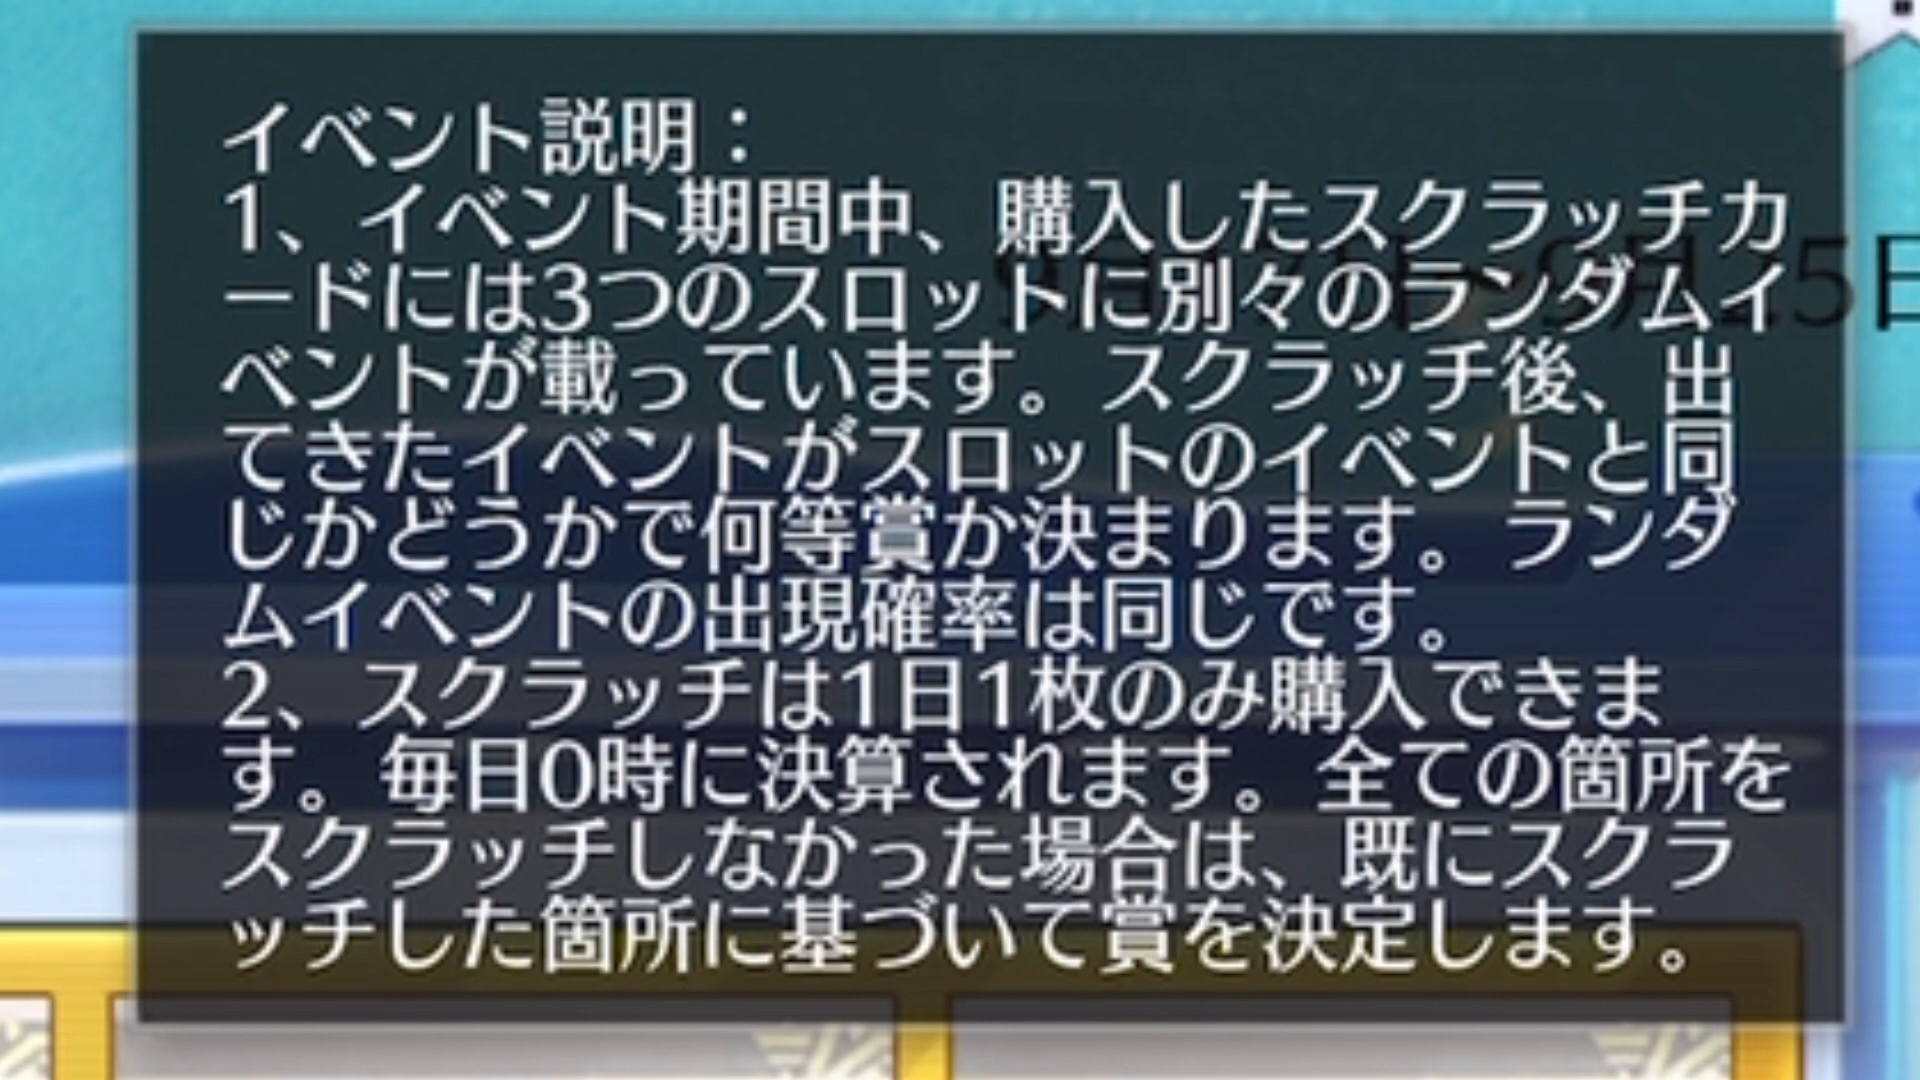 イベント説明：
1、イベント期間中、購入したスクラッチカ
ードには3つのスロットに別々のランダムイ
ベントが載っています。スクラッチ後、出
てきたイベントがスロットのイベントと同
じかどうかで何等賞か決まります。ランダ
ムイベントの出現確率は同じです。
2、スクラッチは1日1枚のみ購入できま
す。毎日0時に決算されます。全ての箇所を
スクラッチしなかった場合は、既にスクラ
ッチした箇所に基づいて賞を決定します。
5日